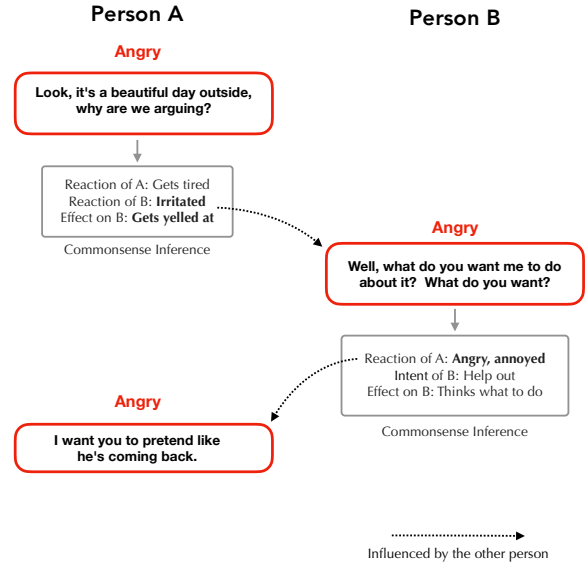 Person A
Person B
Angry
Look, it's a beautiful day outside,
why are we arguing?
Reaction of A: Gets tired
Reaction of B: Irritated
Effect on B: Gets yelled at
Commonsense Inference
Angry
Well, what do you want me to do
about it?  What do you want?
Reaction of A: Angry, annoyed
Intent of B: Help out
Effect on B: Thinks what to do
Commonsense Inference
Angry
I want you to pretend like
he's coming back.
Influenced by the other person